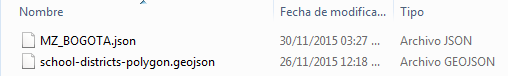 Nombre Fecha de modifica... Tipo
MZ_BOGOTA.json 30/11/2015 03:27 ... Archivo JSON
school-districts-polygon.geojson 26/11/2015 12:18 ... Archivo GEOJSON